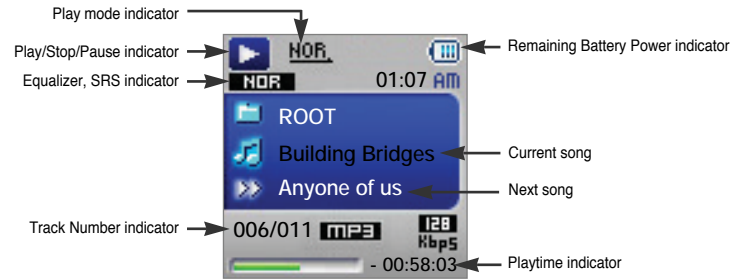 Play mode indicator
Play/Stop/Pause indicator
NOR.
Remaining Battery Power indicator
Equalizer, SRS indicator
NOR
01:07 AM
ROOT
Building Bridges
Current song
Anyone of us
Next song
Track Number indicator
006/011 MP3 128 Kbps
- 00:58:03
Playtime indicator